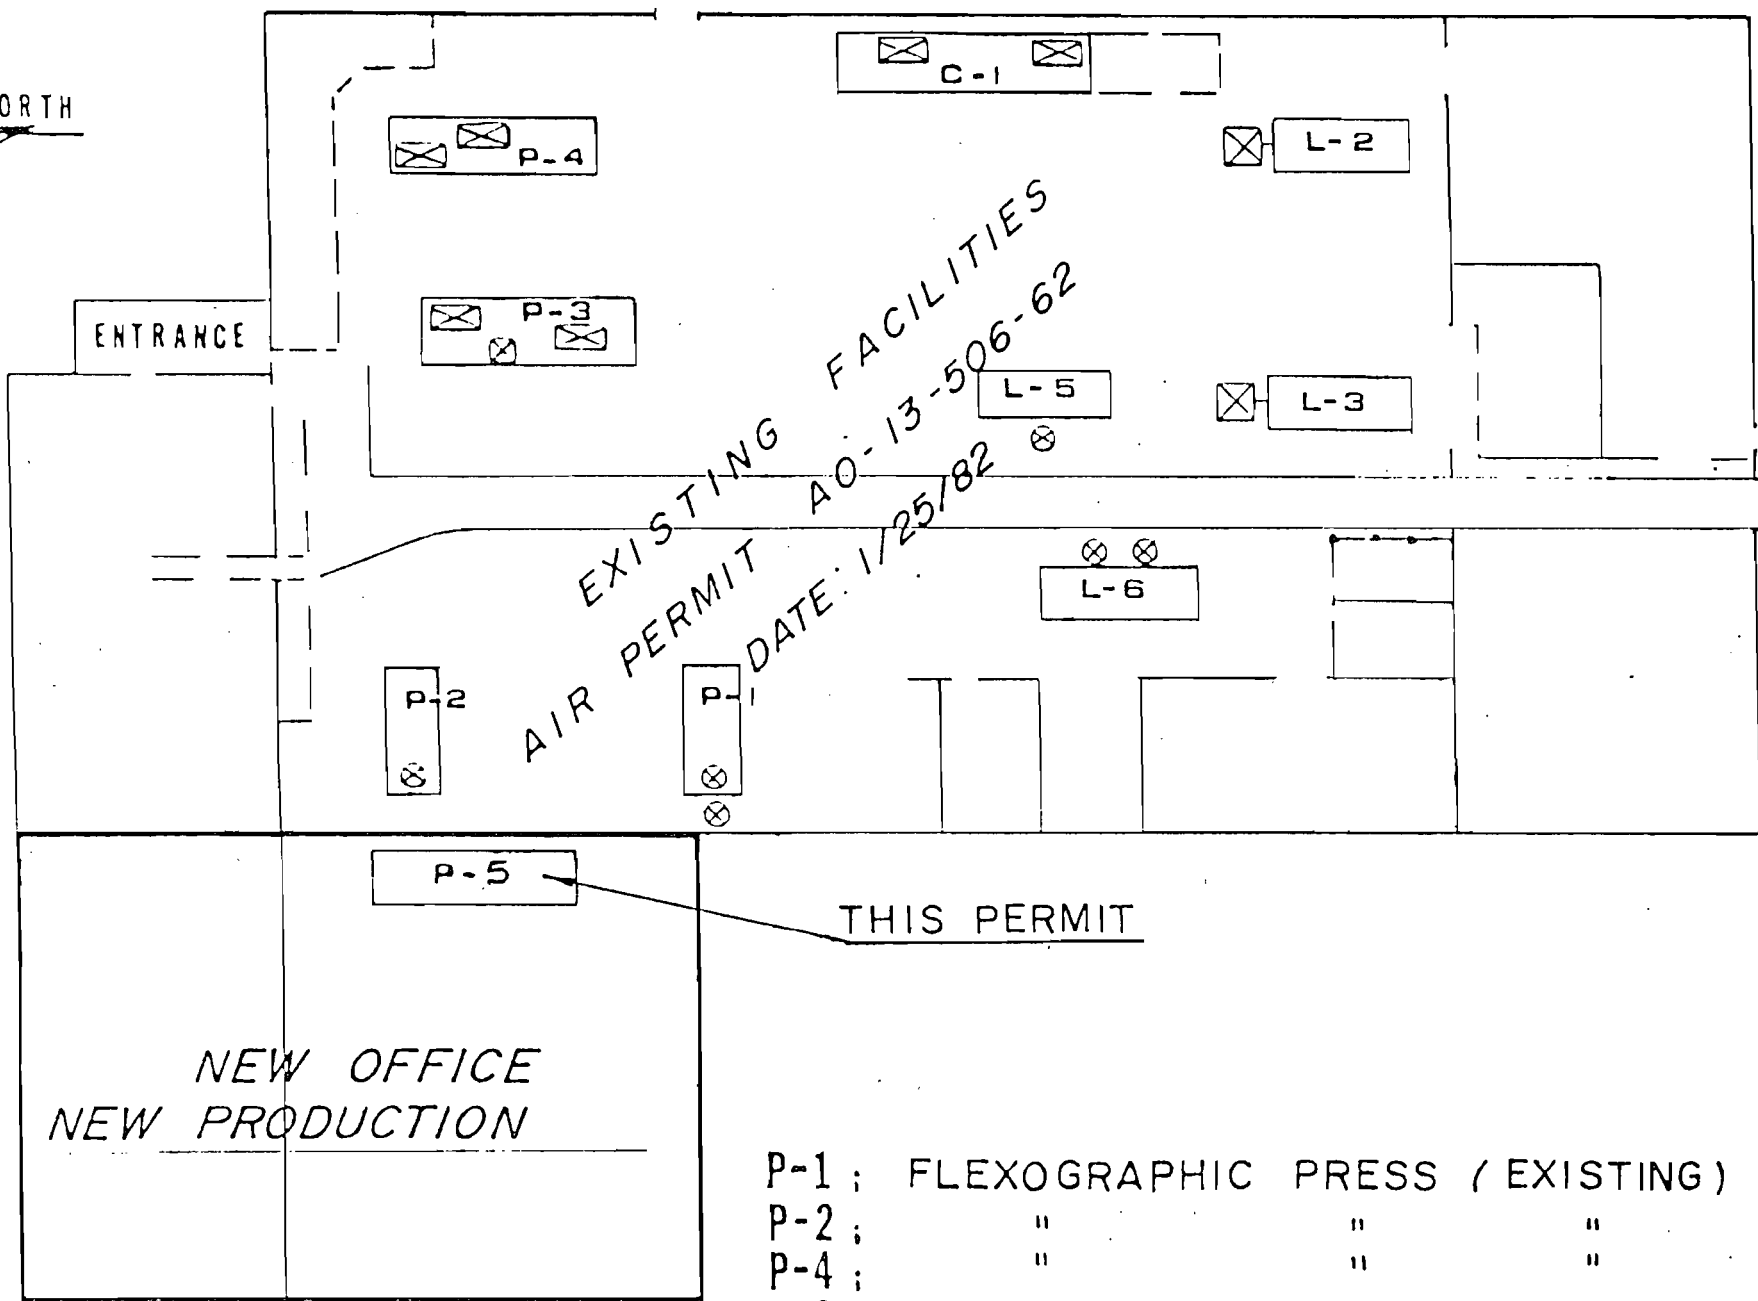 ORTH
C-1
L-2
P-4
P-3
ENTRANCE
L-5
L-3
EXISTING FACILITIES
AIR PERMIT AO-13-506-62
DATE: 1/25/82
L-6
P-2
P-1
P-5
THIS PERMIT
NEW OFFICE
NEW PRODUCTION
P-1 ; FLEXOGRAPHIC PRESS (EXISTING)
P-2 ; " " "
P-4 ; " " "